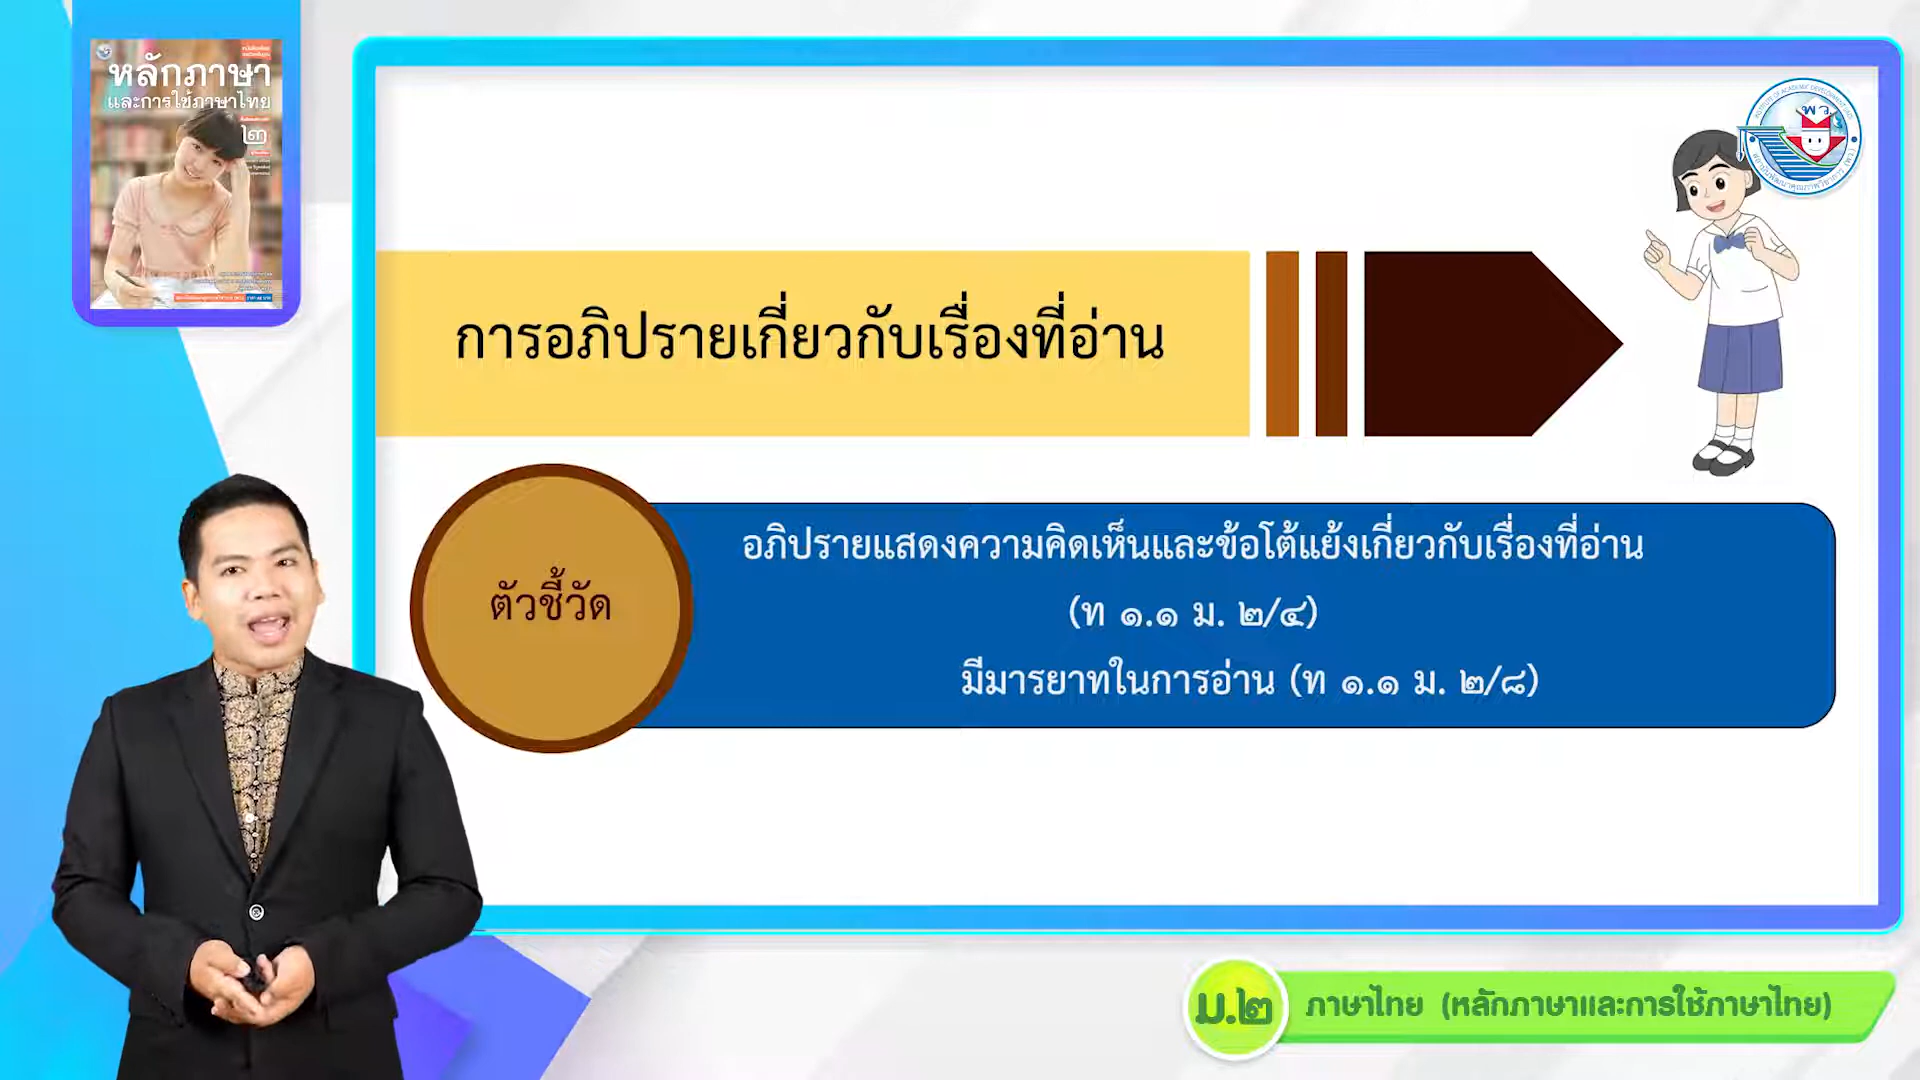 หลักภาษา
และการใช้ภาษาไทย
๒
พว.
การอภิปรายเกี่ยวกับเรื่องที่อ่าน
ตัวชี้วัด
อภิปรายแสดงความคิดเห็นและข้อโต้แย้งเกี่ยวกับเรื่องที่อ่าน
(ท ๑.๑ ม. ๒/๔)
มีมารยาทในการอ่าน (ท ๑.๑ ม. ๒/๘)
ม.๒
ภาษาไทย (หลักภาษาและการใช้ภาษาไทย)